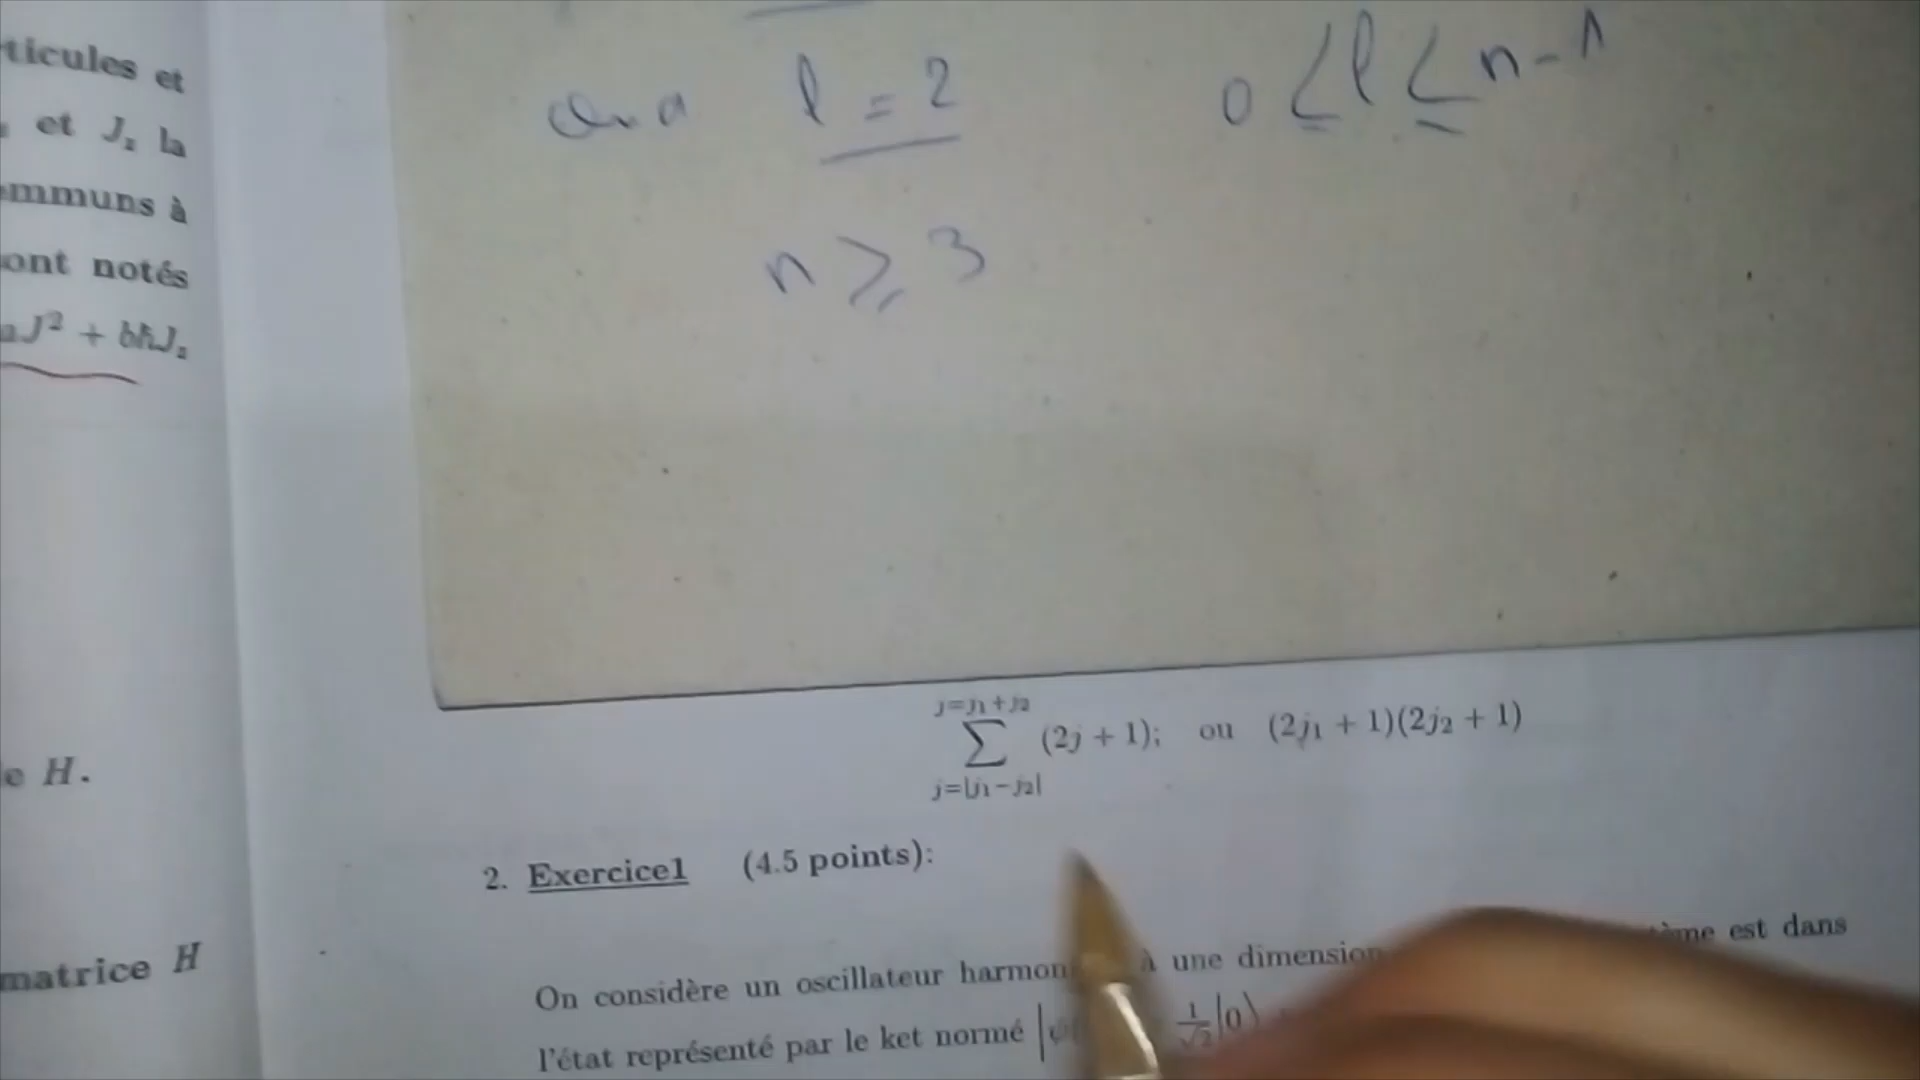 ticules et
et J_z la
ommuns à
ont notés
aJ² + bℏJ_z
e H.
matrice H
On a l = 2
0 ≤ l ≤ n-1
n ≥ 3
j=j₁+j₂
∑ (2j + 1); ou (2j₁ + 1)(2j₂ + 1)
j=|j₁-j₂|
2. Exercice1 (4.5 points):
On considère un oscillateur harmon à une dimension ème est dans
l'état représenté par le ket normé | 1/√2|0⟩